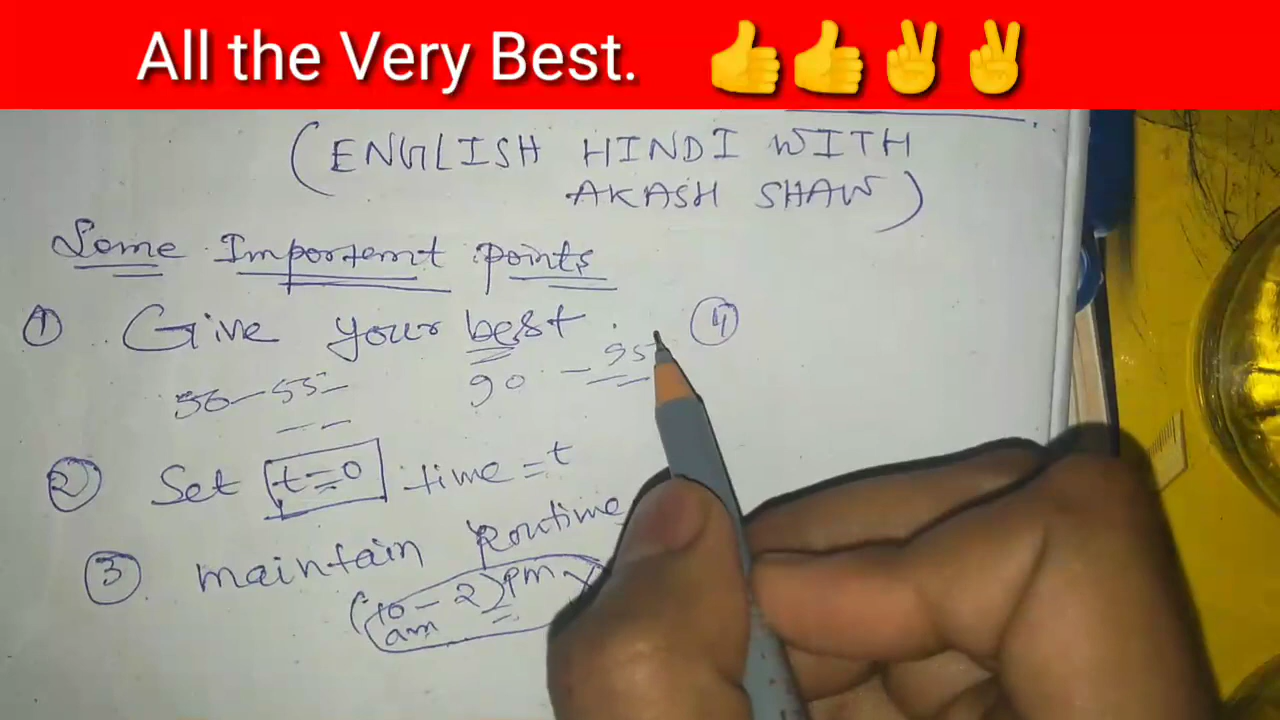 All the Very Best. 👍👍✌✌
(ENGLISH HINDI WITH
AKASH SHAW)
Some Importemt points
① Give your best.
50-55
90 - 95
② Set t=0 time=t
③ maintain Routine
(10 - 2) pm
am
④